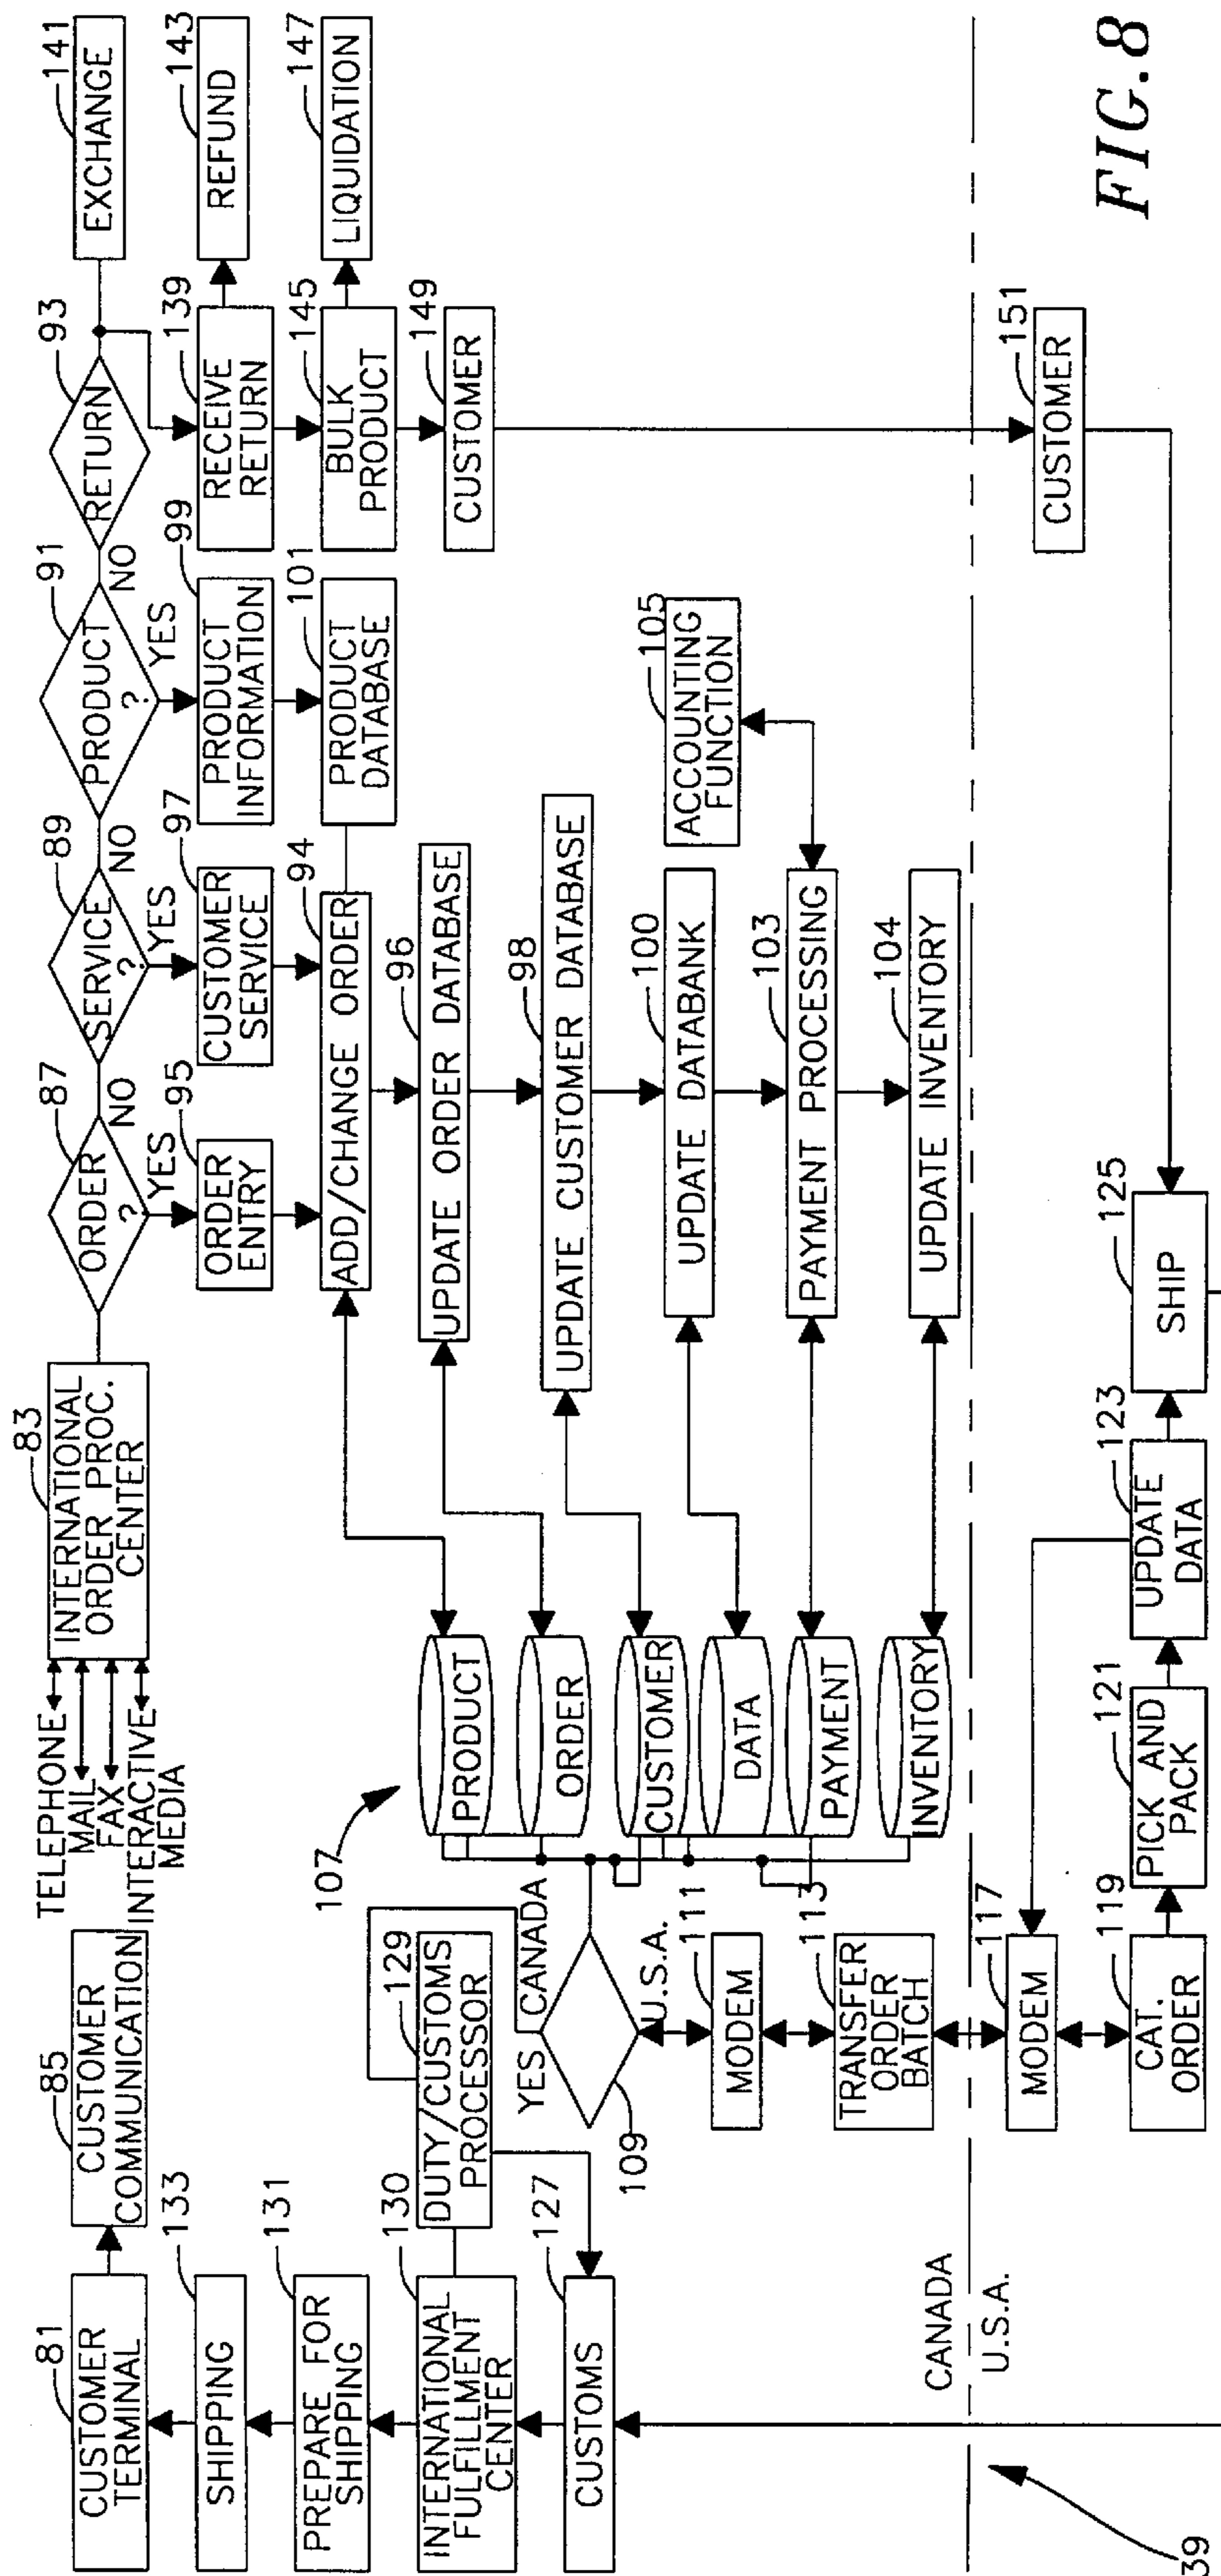 81
CUSTOMER
TERMINAL
85
CUSTOMER
COMMUNICATION
TELEPHONE
MAIL
FAX
INTERACTIVE
MEDIA
83
INTERNATIONAL
ORDER PROC.
CENTER
87
ORDER
?
NO
YES
89
SERVICE
?
NO
YES
91
PRODUCT
?
NO
YES
93
RETURN
141
EXCHANGE
133
SHIPPING
95
ORDER
ENTRY
97
CUSTOMER
SERVICE
99
PRODUCT
INFORMATION
139
RECEIVE
RETURN
143
REFUND
131
PREPARE FOR
SHIPPING
94
ADD/CHANGE ORDER
101
PRODUCT
DATABASE
145
BULK
PRODUCT
147
LIQUIDATION
130
INTERNATIONAL
FULFILLMENT
CENTER
129
DUTY/CUSTOMS
PROCESSOR
107
PRODUCT
96
UPDATE ORDER DATABASE
149
CUSTOMER
127
CUSTOMS
YES
CANADA
109
U.S.A.
ORDER
98
UPDATE CUSTOMER DATABASE
CUSTOMER
111
MODEM
DATA
100
UPDATE DATABANK
105
ACCOUNTING
FUNCTION
113
TRANSFER
ORDER
BATCH
PAYMENT
103
PAYMENT PROCESSING
INVENTORY
104
UPDATE INVENTORY
CANADA
U.S.A.
117
MODEM
151
CUSTOMER
119
CAT.
ORDER
121
PICK AND
PACK
123
UPDATE
DATA
125
SHIP
39
FIG.8